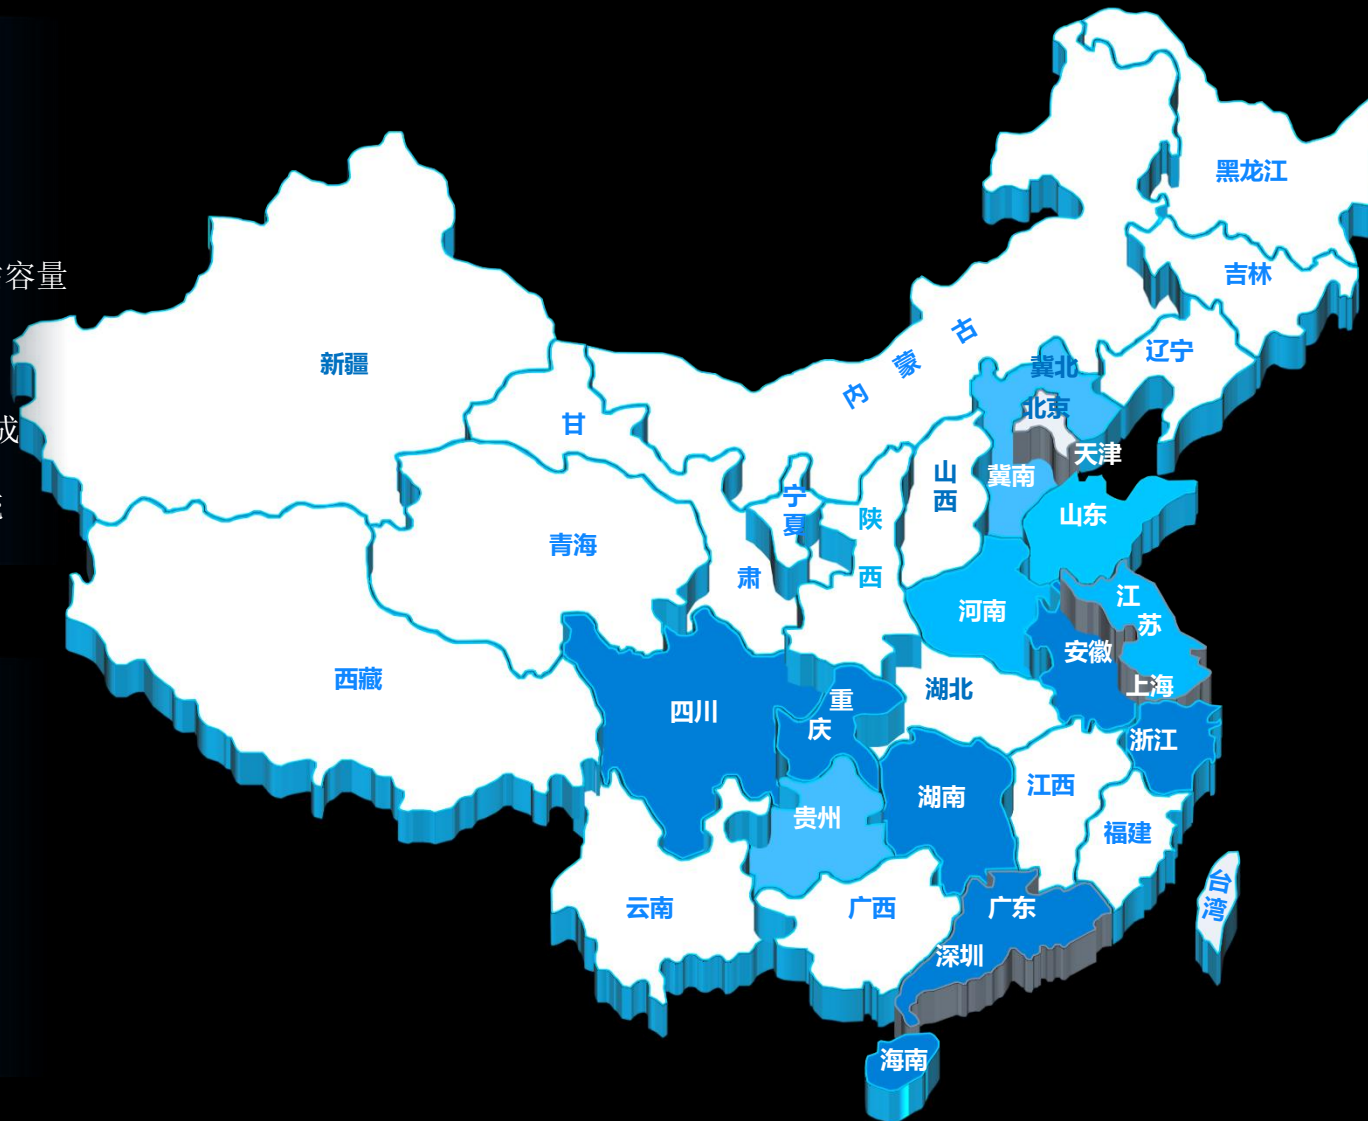 黑龙江
吉林
容量
辽宁
内蒙古
新疆
冀北
北京
甘
成
天津
山西
冀南
宁夏
陕西
山东
青海
肃
河南
江苏
安徽
西藏
上海
湖北
重庆
四川
浙江
江西
湖南
贵州
福建
台湾
云南
广西
广东
深圳
海南